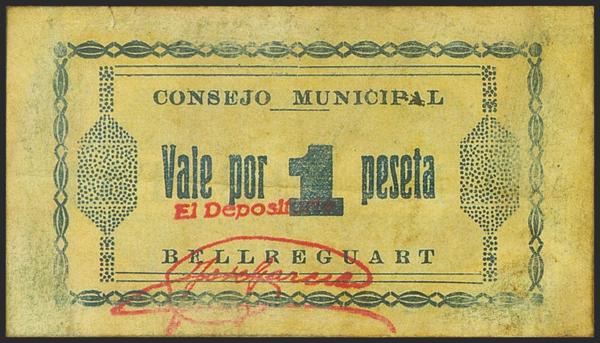 CONSEJO MUNICIPAL
Vale por 1 peseta
El Depositario
BELLREGUART